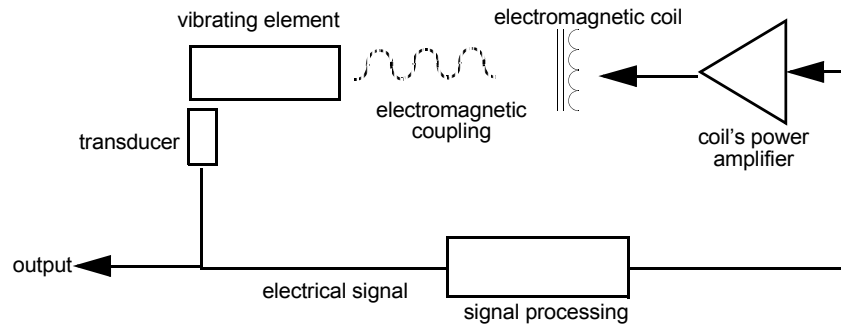 vibrating element
electromagnetic coil
electromagnetic
coupling
transducer
coil's power
amplifier
output
electrical signal
signal processing